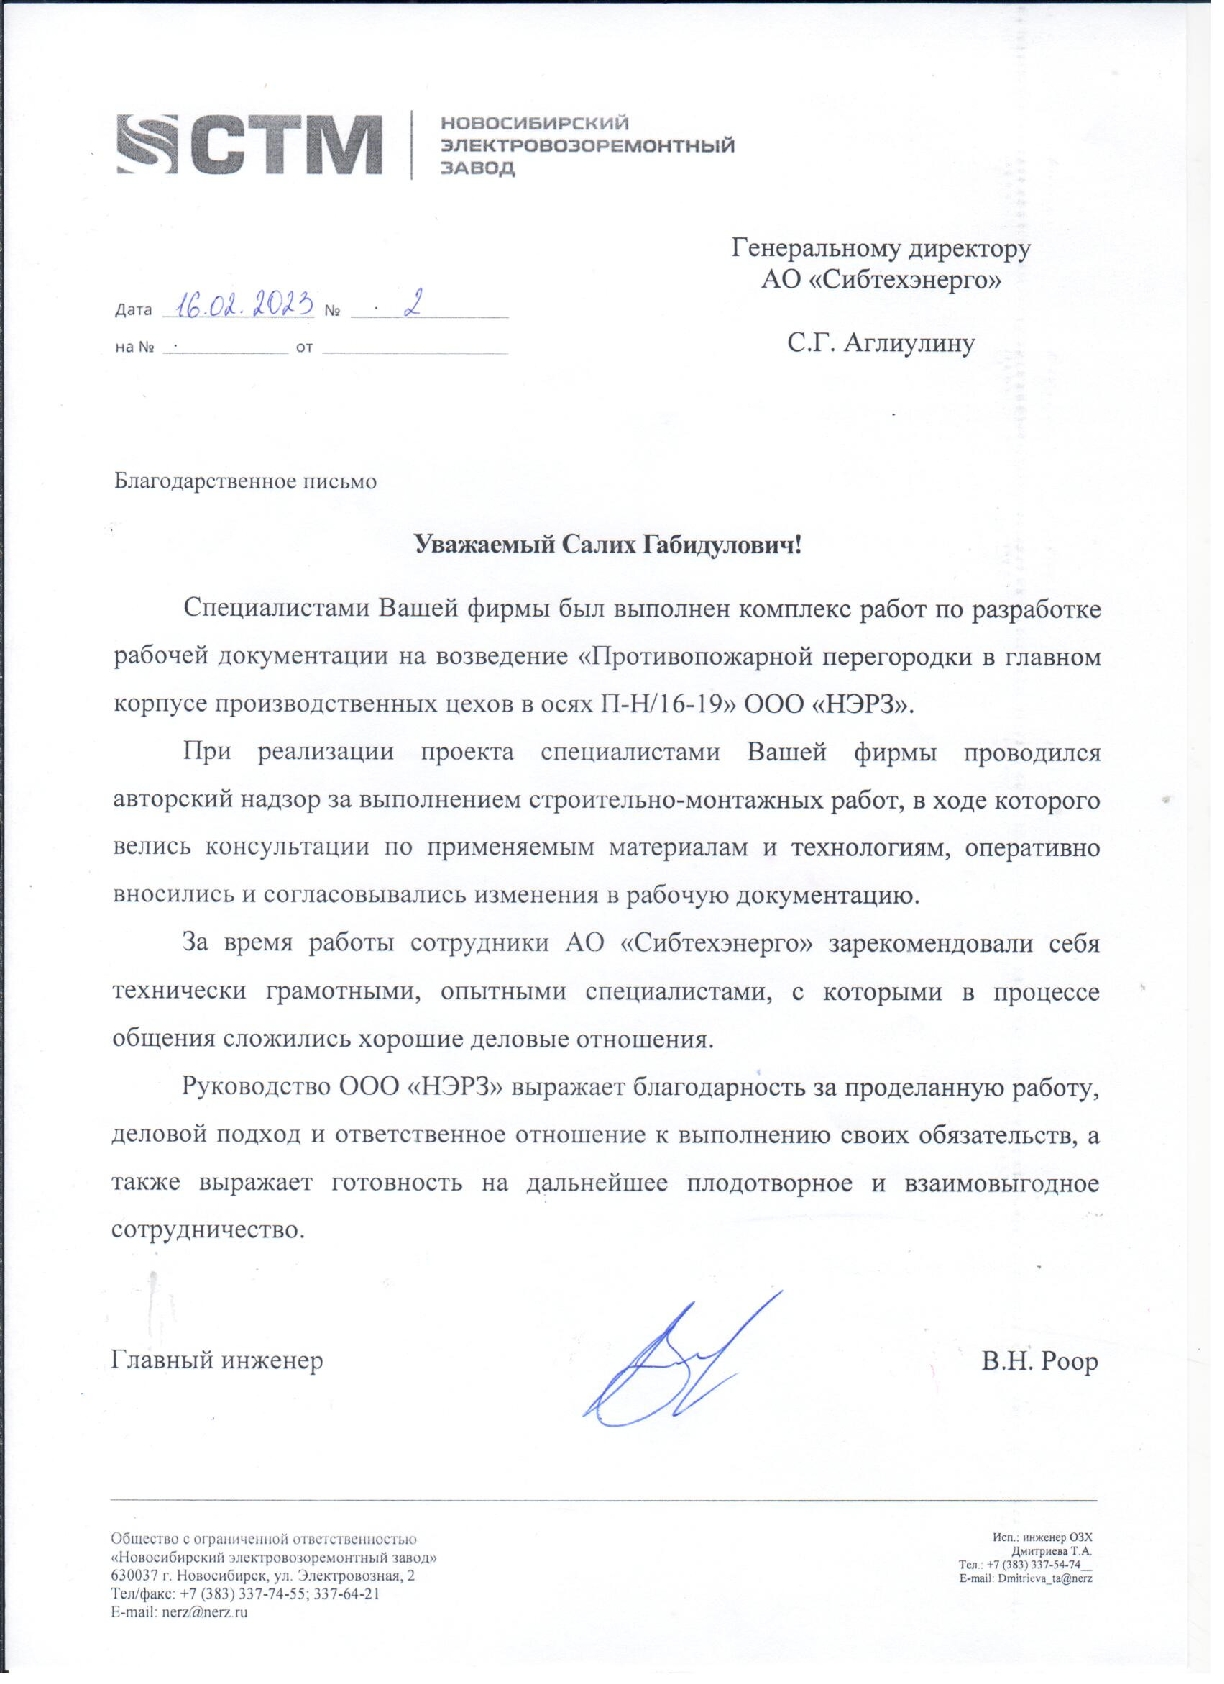 СТМ
НОВОСИБИРСКИЙ
ЭЛЕКТРОВОЗОРЕМОНТНЫЙ
ЗАВОД
Генеральному директору
АО «Сибтехэнерго»
С.Г. Аглиулину
Дата 16.02.2023 № 2
на № от
Благодарственное письмо
Уважаемый Салих Габидулович!
Специалистами Вашей фирмы был выполнен комплекс работ по разработке
рабочей документации на возведение «Противопожарной перегородки в главном
корпусе производственных цехов в осях П-Н/16-19» ООО «НЭРЗ».
При реализации проекта специалистами Вашей фирмы проводился
авторский надзор за выполнением строительно-монтажных работ, в ходе которого
велись консультации по применяемым материалам и технологиям, оперативно
вносились и согласовывались изменения в рабочую документацию.
За время работы сотрудники АО «Сибтехэнерго» зарекомендовали себя
технически грамотными, опытными специалистами, с которыми в процессе
общения сложились хорошие деловые отношения.
Руководство ООО «НЭРЗ» выражает благодарность за проделанную работу,
деловой подход и ответственное отношение к выполнению своих обязательств, а
также выражает готовность на дальнейшее плодотворное и взаимовыгодное
сотрудничество.
Главный инженер В.Н. Роор
Общество с ограниченной ответственностью
«Новосибирский электровозоремонтный завод»
630037 г. Новосибирск, ул. Электровозная, 2
Тел/факс: +7 (383) 337-74-55; 337-64-21
E-mail: nerz@nerz.ru
Исп.: инженер ОЗХ
Дмитриева Т.А.
Тел.: +7 (383) 337-54-74__
E-mail: Dmitrieva_ta@nerz